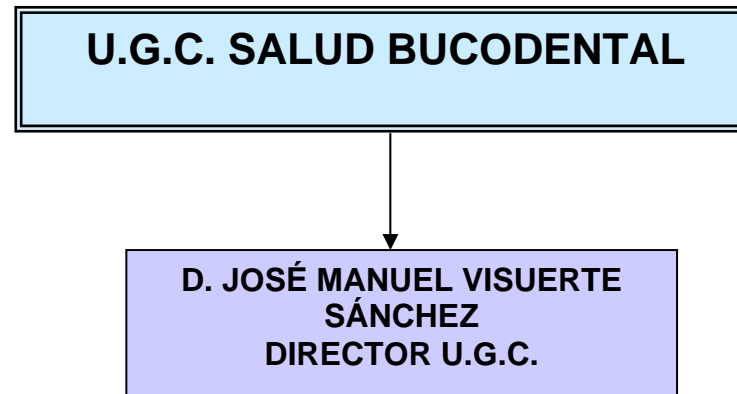 U.G.C. SALUD BUCODENTAL
D. JOSÉ MANUEL VISUERTE
SÁNCHEZ
DIRECTOR U.G.C.